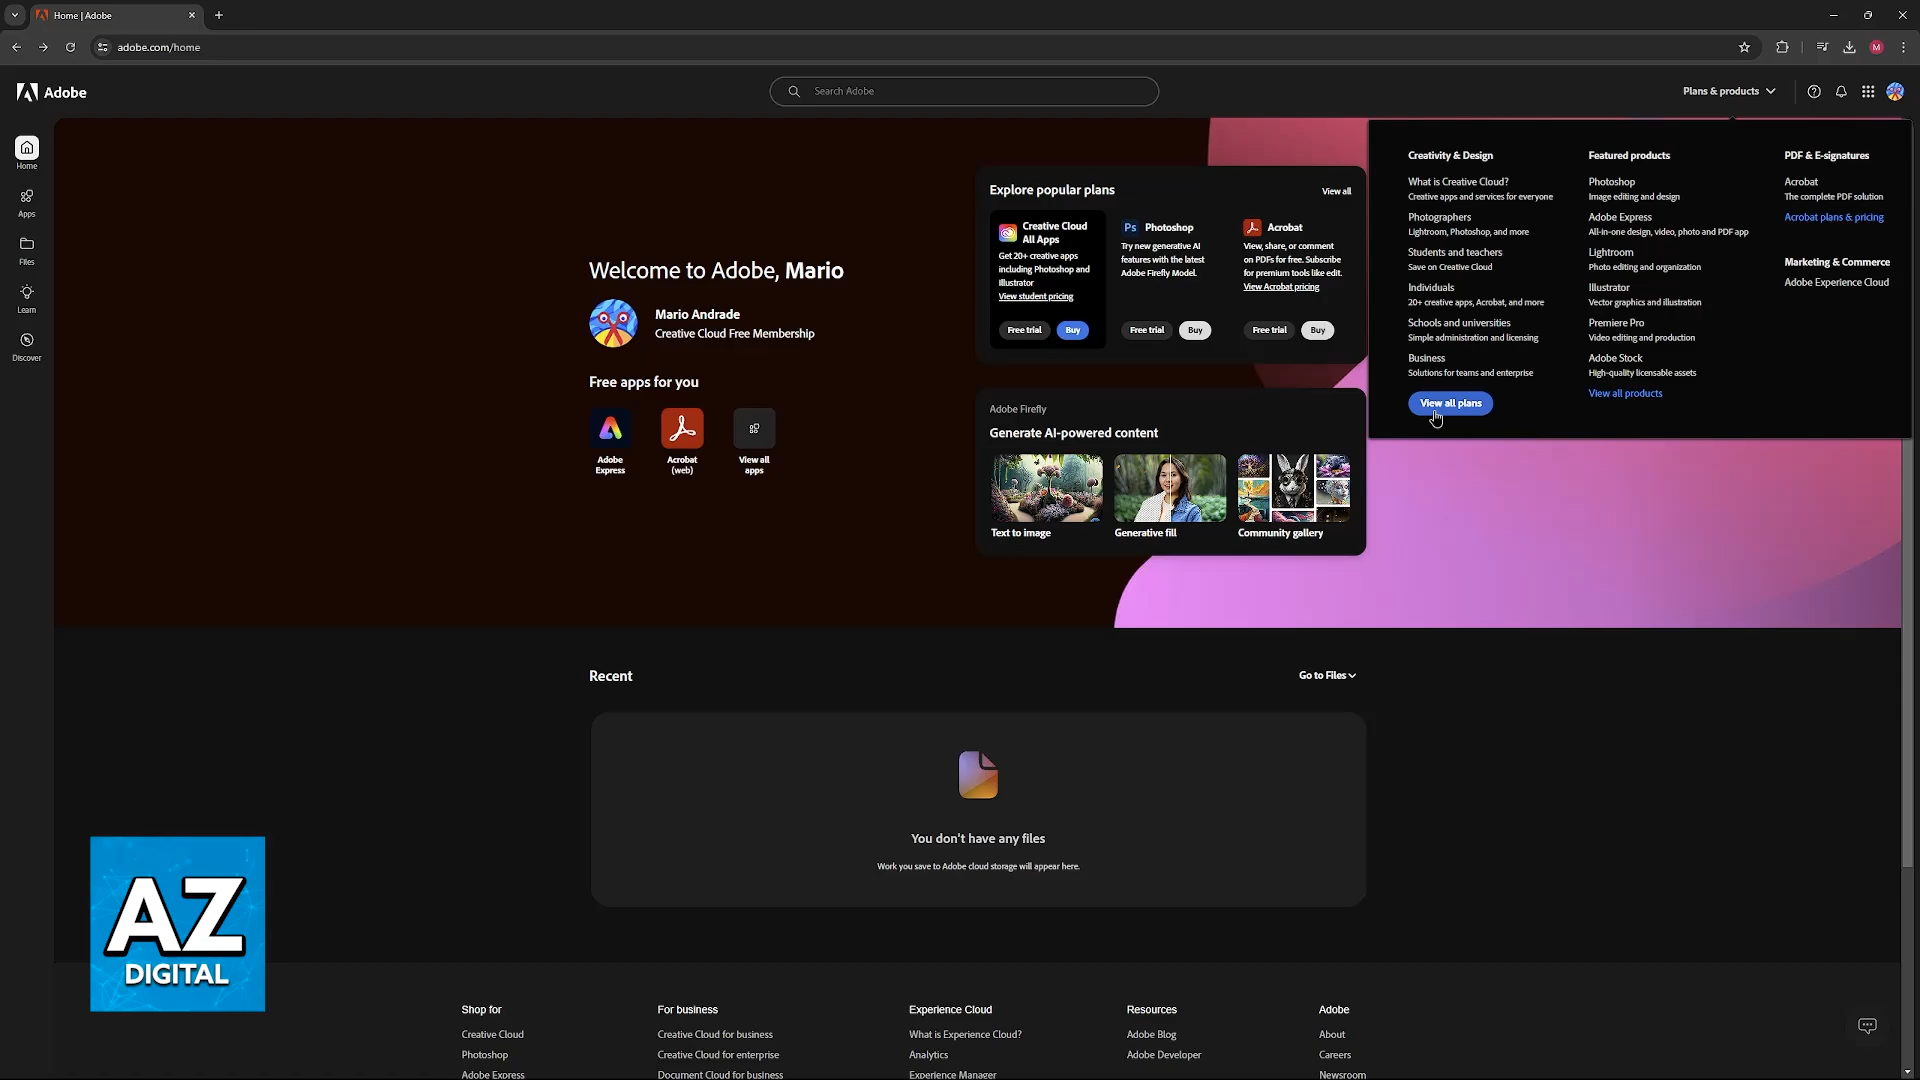 Home | Adobe
adobe.com/home
M
Adobe
Search Adobe
Plans & products
Home
Apps
Files
Learn
Discover
Welcome to Adobe, Mario
Mario Andrade
Creative Cloud Free Membership
Free apps for you
Adobe
Express
Acrobat
(web)
View all
apps
Explore popular plans
View all
Creative Cloud
All Apps
Get 20+ creative apps
including Photoshop and
Illustrator
View student pricing
Free trial
Buy
Ps
Photoshop
Try new generative AI
features with the latest
Adobe Firefly Model.
Free trial
Buy
Acrobat
View, share, or comment
on PDFs for free. Subscribe
for premium tools like edit.
View Acrobat pricing
Free trial
Buy
Adobe Firefly
Generate AI-powered content
Text to image
Generative fill
Community gallery
Creativity & Design
What is Creative Cloud?
Creative apps and services for everyone
Photographers
Lightroom, Photoshop, and more
Students and teachers
Save on Creative Cloud
Individuals
20+ creative apps, Acrobat, and more
Schools and universities
Simple administration and licensing
Business
Solutions for teams and enterprise
View all plans
Featured products
Photoshop
Image editing and design
Adobe Express
All-in-one design, video, photo and PDF app
Lightroom
Photo editing and organization
Illustrator
Vector graphics and illustration
Premiere Pro
Video editing and production
Adobe Stock
High-quality licensable assets
View all products
PDF & E-signatures
Acrobat
The complete PDF solution
Acrobat plans & pricing
Marketing & Commerce
Adobe Experience Cloud
Recent
Go to Files
You don't have any files
Work you save to Adobe cloud storage will appear here.
AZ
DIGITAL
Shop for
Creative Cloud
Photoshop
Adobe Express
For business
Creative Cloud for business
Creative Cloud for enterprise
Document Cloud for business
Experience Cloud
What is Experience Cloud?
Analytics
Experience Manager
Resources
Adobe Blog
Adobe Developer
Adobe
About
Careers
Newsroom